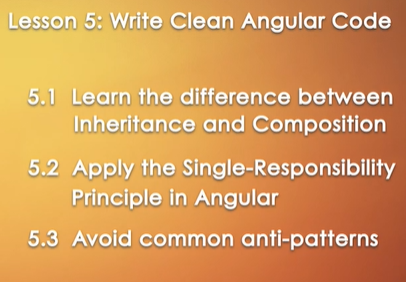 Lesson 5: Write Clean Angular Code
5.1 Learn the difference between
Inheritance and Composition
5.2 Apply the Single-Responsibility
Principle in Angular
5.3 Avoid common anti-patterns